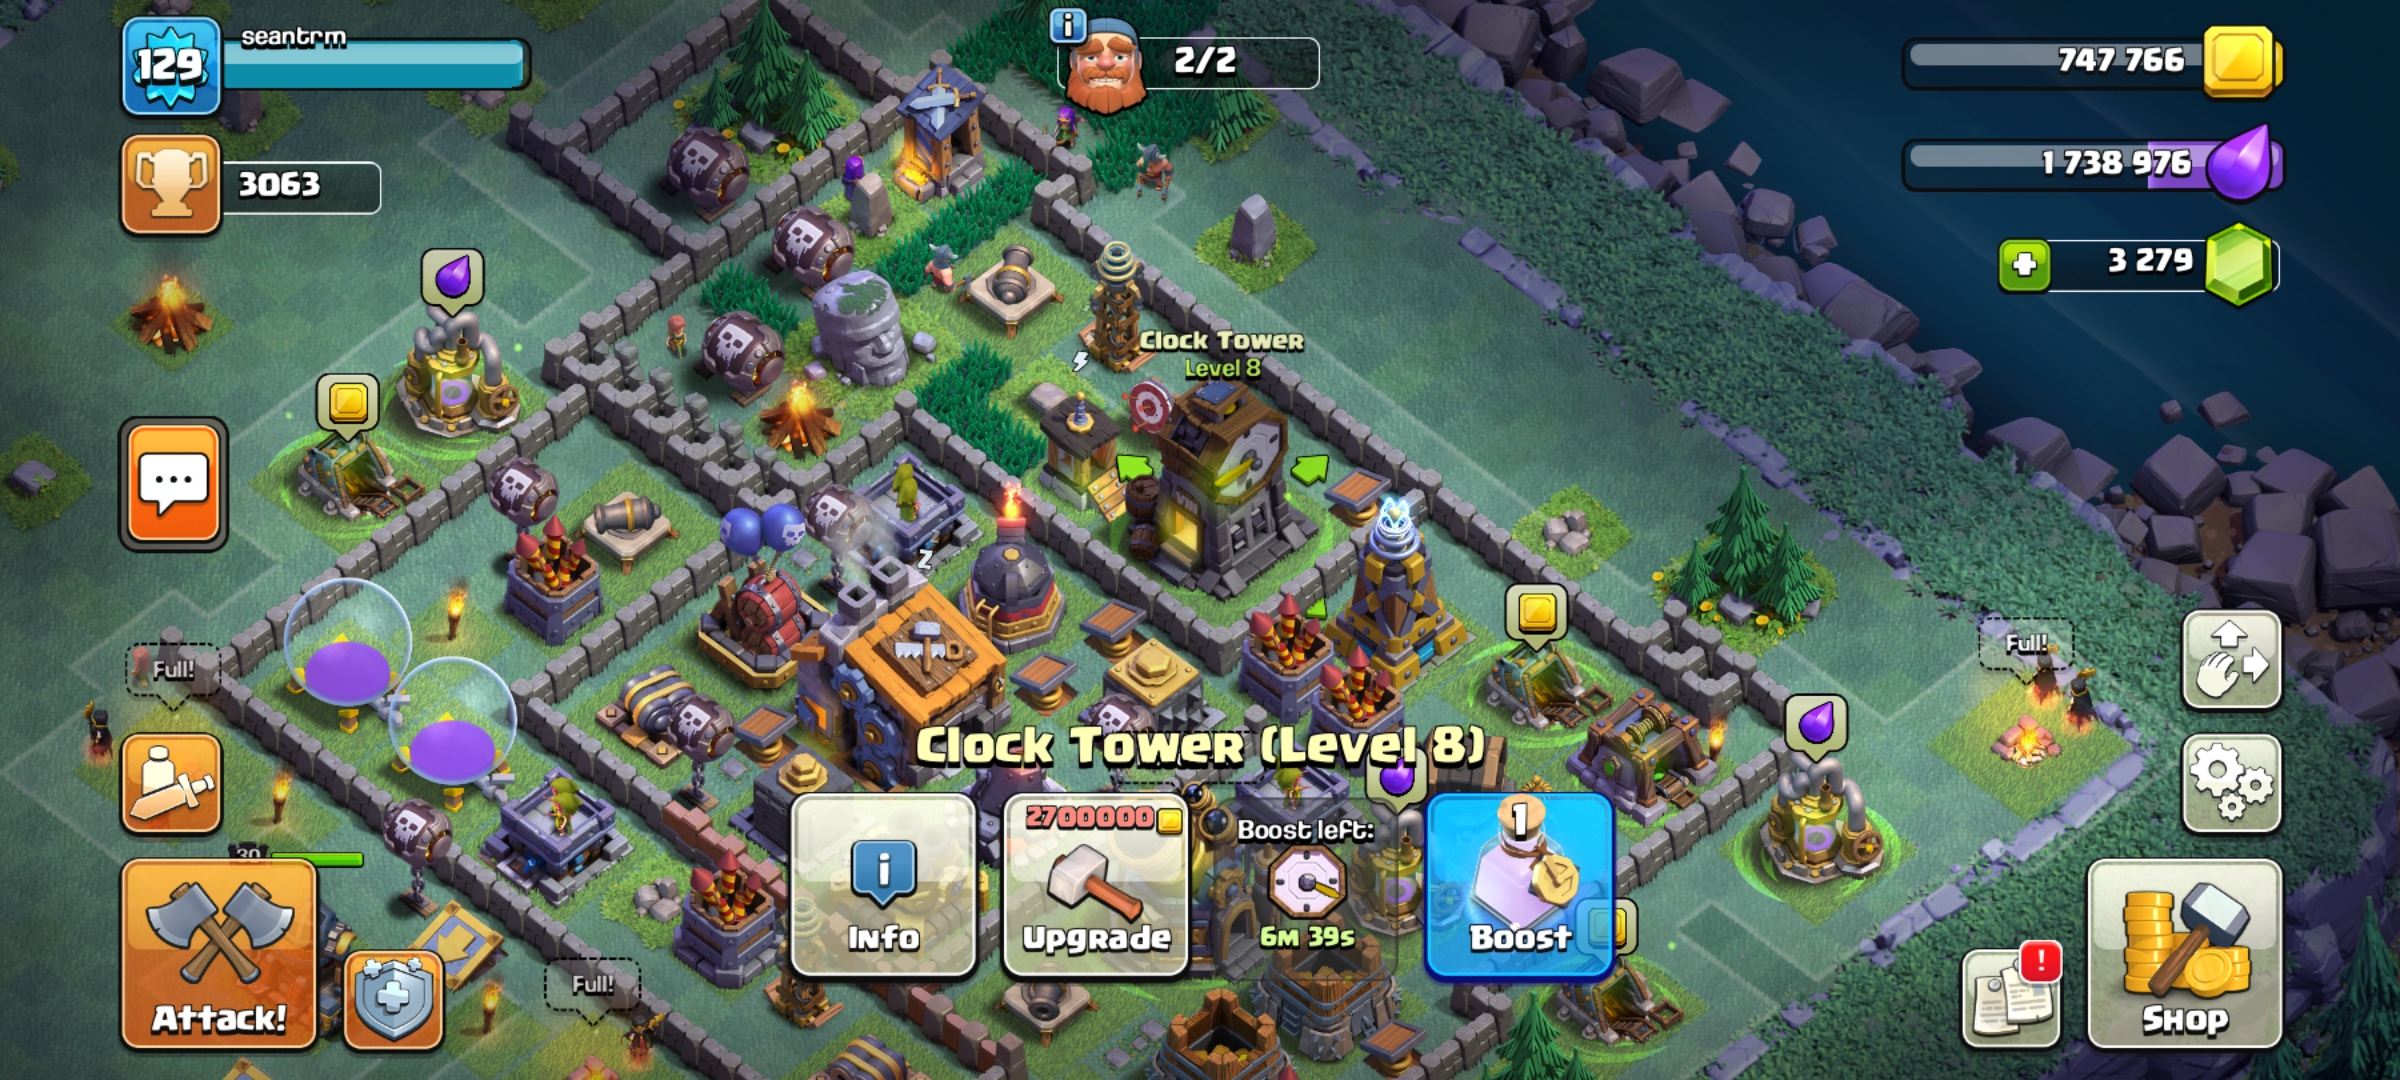 129
seantrm
3063
i
2/2
747 766
1 738 976
3 279
Clock Tower
Level 8
z
Full!
Full!
Clock Tower (Level 8)
2700000
Boost left:
1
30
i
Info
Upgrade
6m 39s
Boost
Attack!
Full!
!
Shop